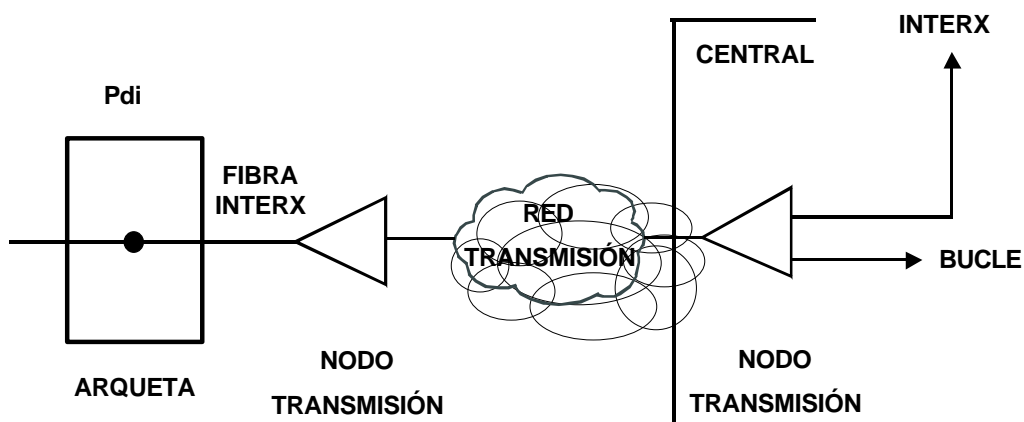 INTERX
CENTRAL
Pdi
FIBRA
INTERX
RED
TRANSMISIÓN
BUCLE
NODO
TRANSMISIÓN
NODO
TRANSMISIÓN
ARQUETA